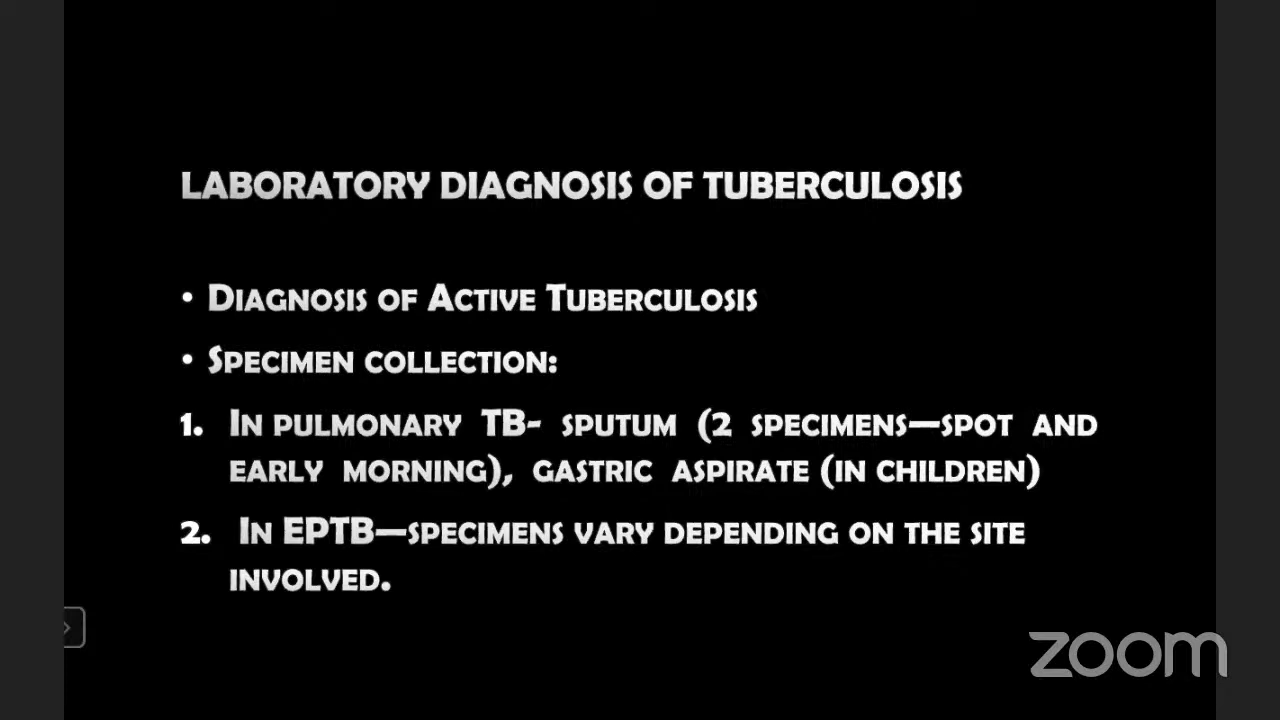 LABORATORY DIAGNOSIS OF TUBERCULOSIS
• DIAGNOSIS OF ACTIVE TUBERCULOSIS
• SPECIMEN COLLECTION:
1. IN PULMONARY TB- SPUTUM (2 SPECIMENS—SPOT AND
EARLY MORNING), GASTRIC ASPIRATE (IN CHILDREN)
2. IN EPTB—SPECIMENS VARY DEPENDING ON THE SITE
INVOLVED.
zoom